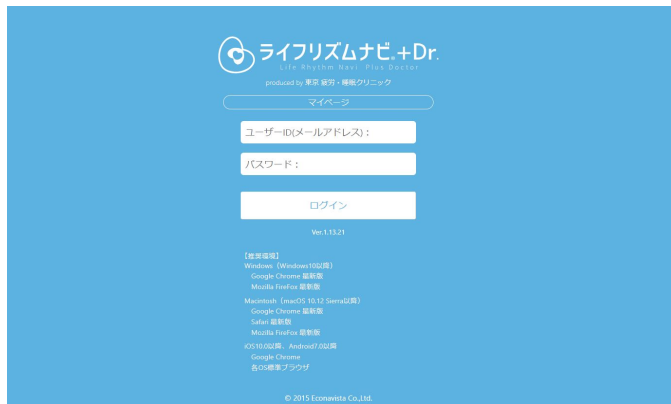 ライフリズムナビ®+Dr.
Life Rhythm Navi Plus Doctor
produced by 東京 疲労・睡眠クリニック
マイページ
ユーザーID(メールアドレス)：
パスワード：
ログイン
Ver.1.13.21
【推奨環境】
Windows（Windows10以降）
Google Chrome 最新版
Mozilla FireFox 最新版
Macintosh（macOS 10.12 Sierra以降）
Google Chrome 最新版
Safari 最新版
Mozilla FireFox 最新版
iOS10.0以降、Android7.0以降
Google Chrome
各OS標準ブラウザ
© 2015 Econavista Co.,Ltd.